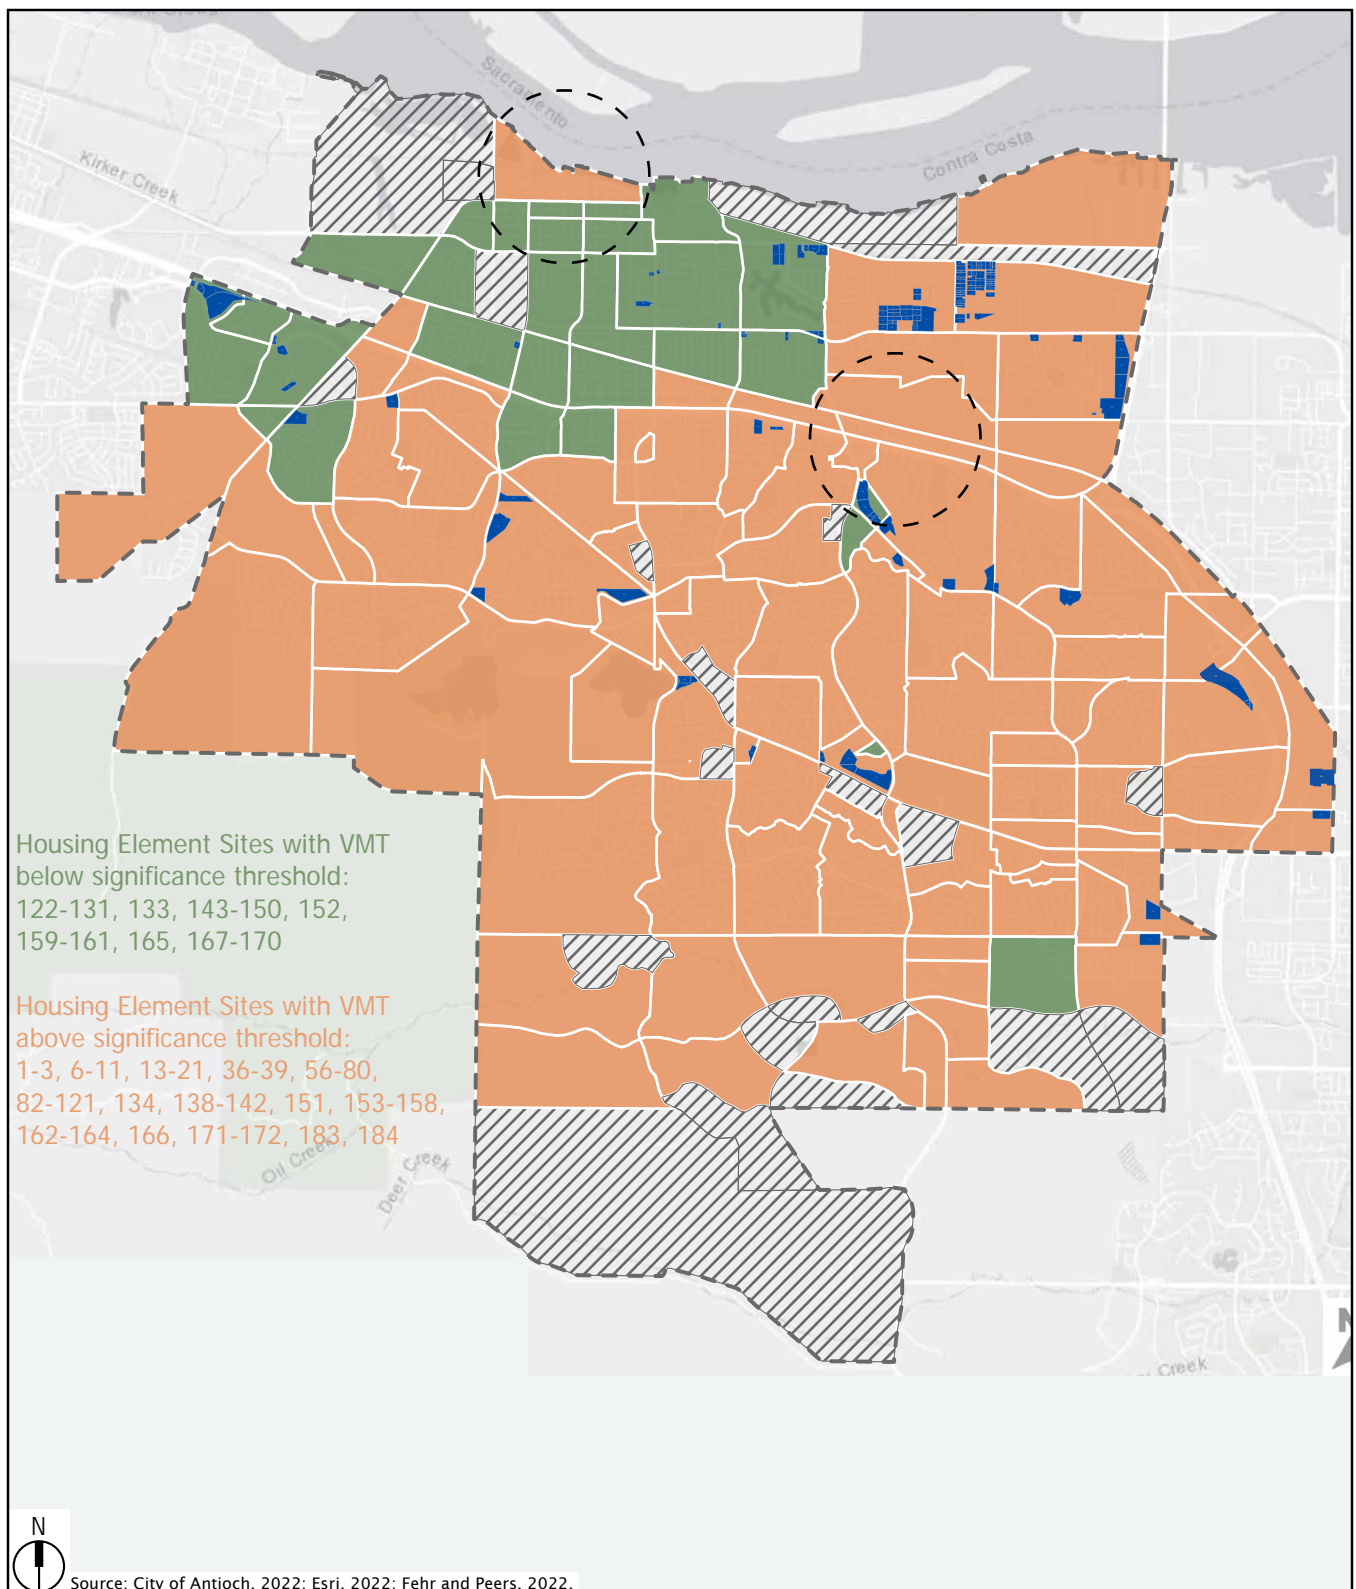 Sacramento
Contra Costa
Kirker Creek
Housing Element Sites with VMT
below significance threshold:
122-131, 133, 143-150, 152,
159-161, 165, 167-170
Housing Element Sites with VMT
above significance threshold:
1-3, 6-11, 13-21, 36-39, 56-80,
82-121, 134, 138-142, 151, 153-158,
162-164, 166, 171-172, 183, 184
Oil Creek
Deer Creek
N
Creek
N
Source: City of Antioch, 2022; Esri, 2022; Fehr and Peers, 2022.